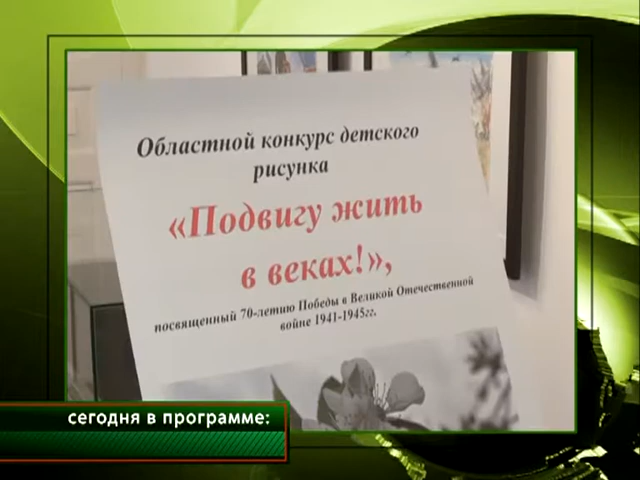 Областной конкурс детского
рисунка
«Подвигу жить
в веках!»,
посвященный 70-летию Победы в Великой Отечественной
войне 1941-1945гг.
сегодня в программе: